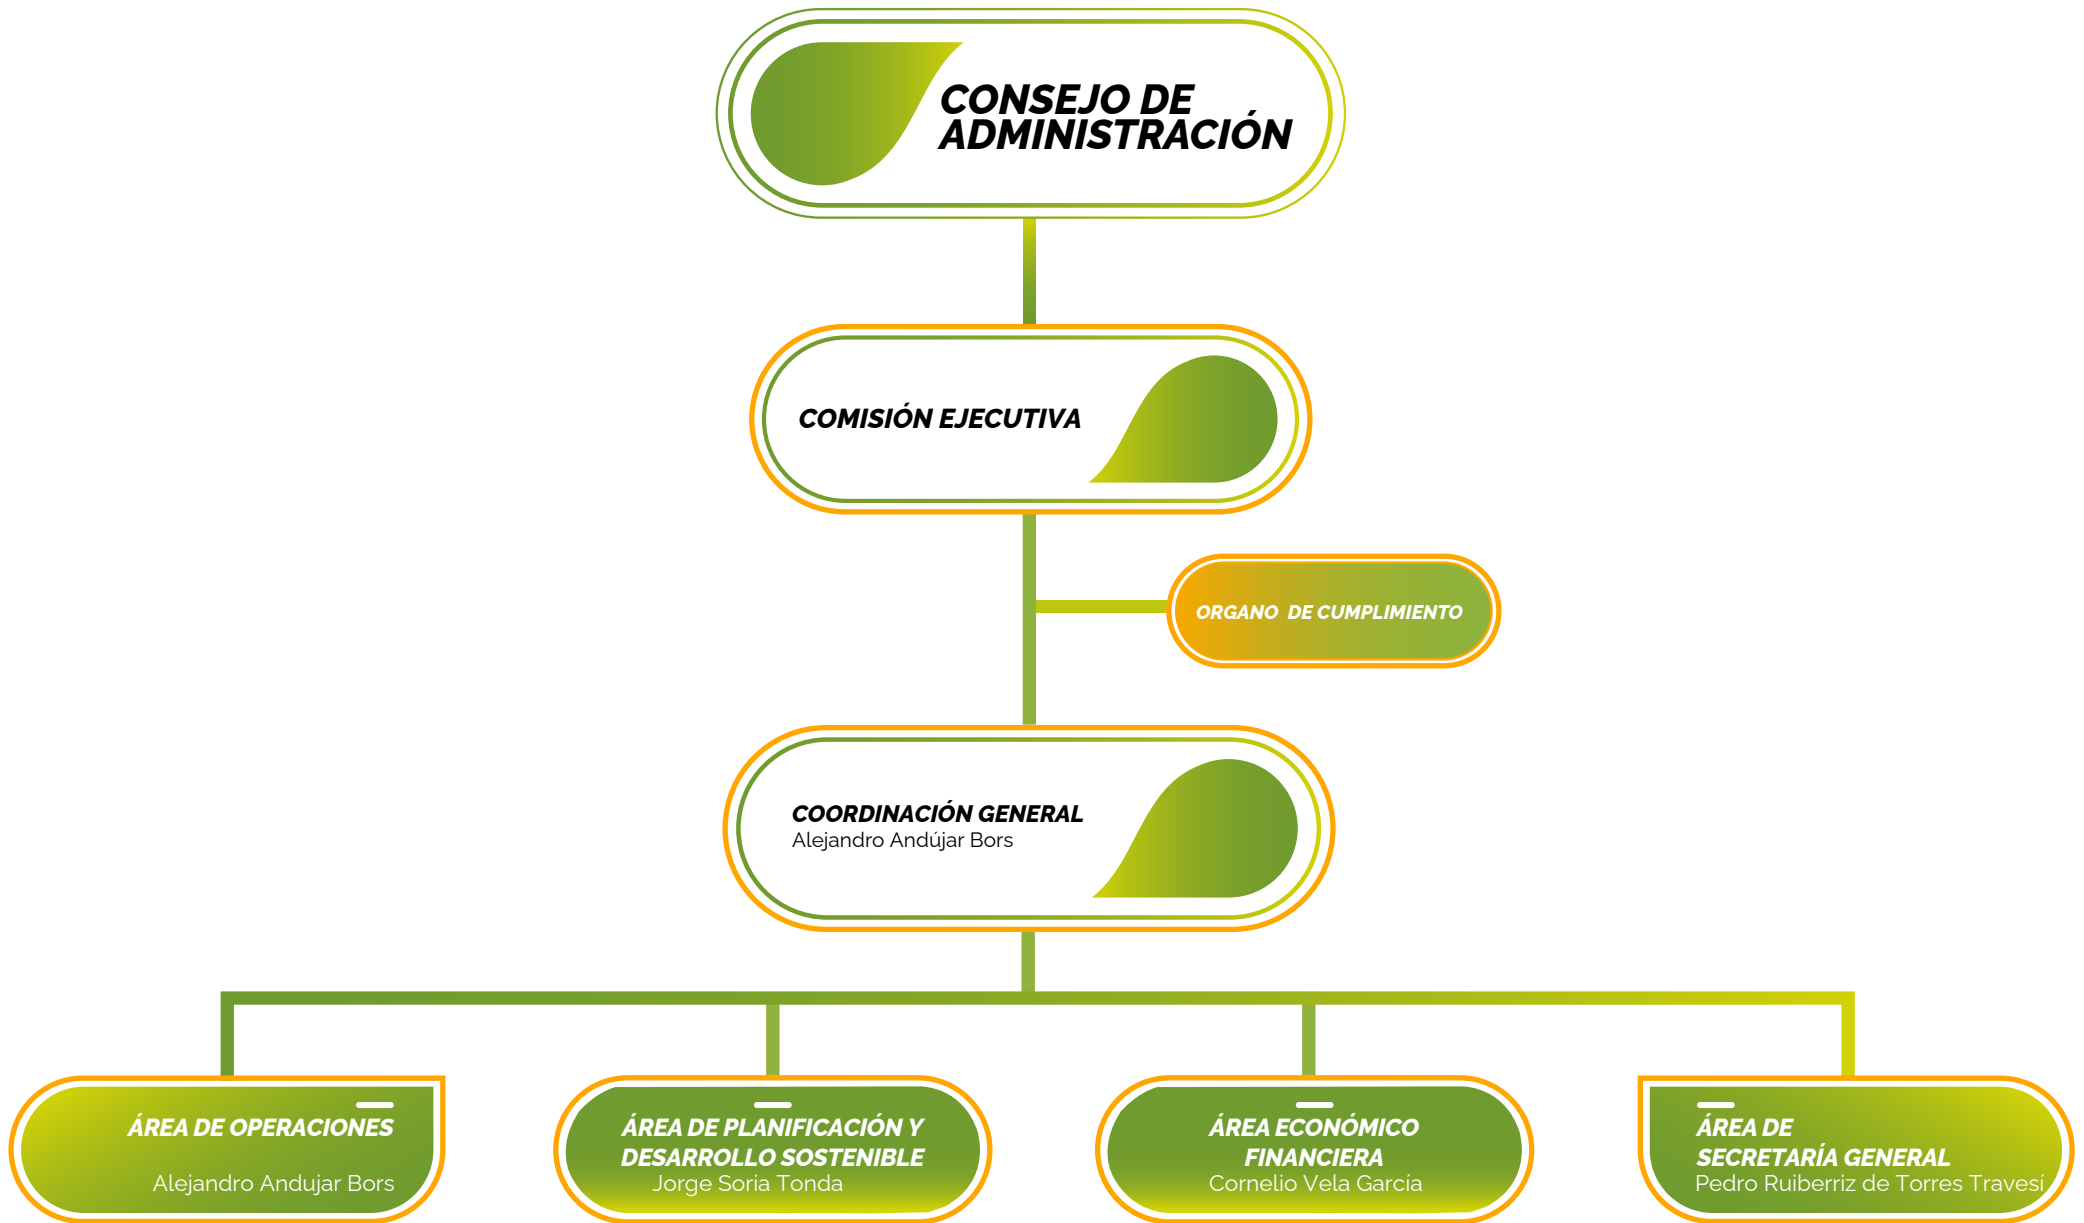 CONSEJO DE
ADMINISTRACIÓN
COMISIÓN EJECUTIVA
ORGANO DE CUMPLIMIENTO
COORDINACIÓN GENERAL
Alejandro Andújar Bors
ÁREA DE OPERACIONES
Alejandro Andujar Bors
ÁREA DE PLANIFICACIÓN Y
DESARROLLO SOSTENIBLE
Jorge Soria Tonda
ÁREA ECONÓMICO
FINANCIERA
Cornelio Vela García
ÁREA DE
SECRETARÍA GENERAL
Pedro Ruiberriz de Torres Travesí